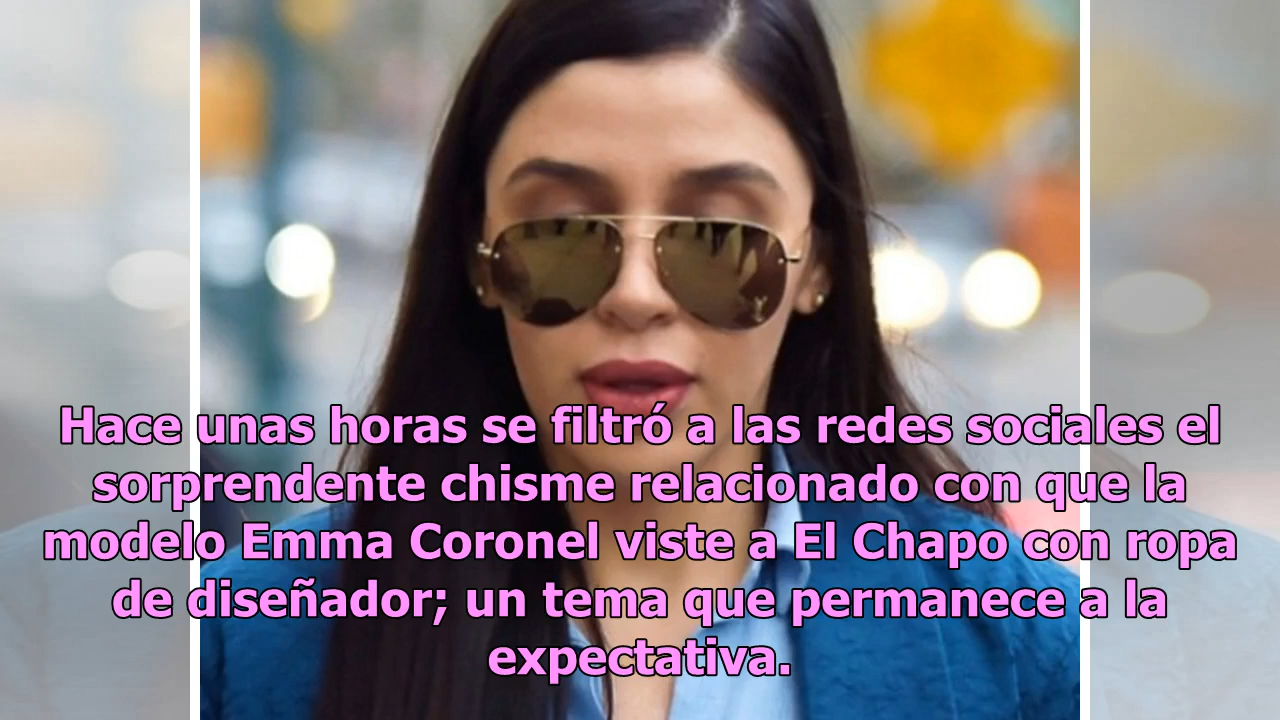 Hace unas horas se filtró a las redes sociales el
sorprendente chisme relacionado con que la
modelo Emma Coronel viste a El Chapo con ropa
de diseñador; un tema que permanece a la
expectativa.